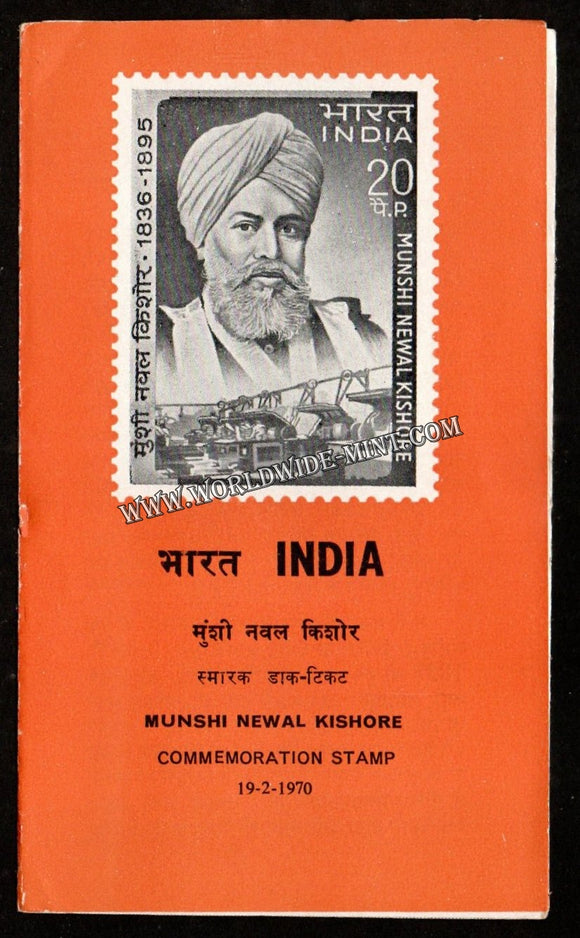 भारत
INDIA
20
पै.P.
मुंशी नवल किशोर · 1836-1895
MUNSHI NEWAL KISHORE
WWW.WORLDWIDE-MINT.COM
भारत INDIA
मुंशी नवल किशोर
स्मारक डाक-टिकट
MUNSHI NEWAL KISHORE
COMMEMORATION STAMP
19-2-1970